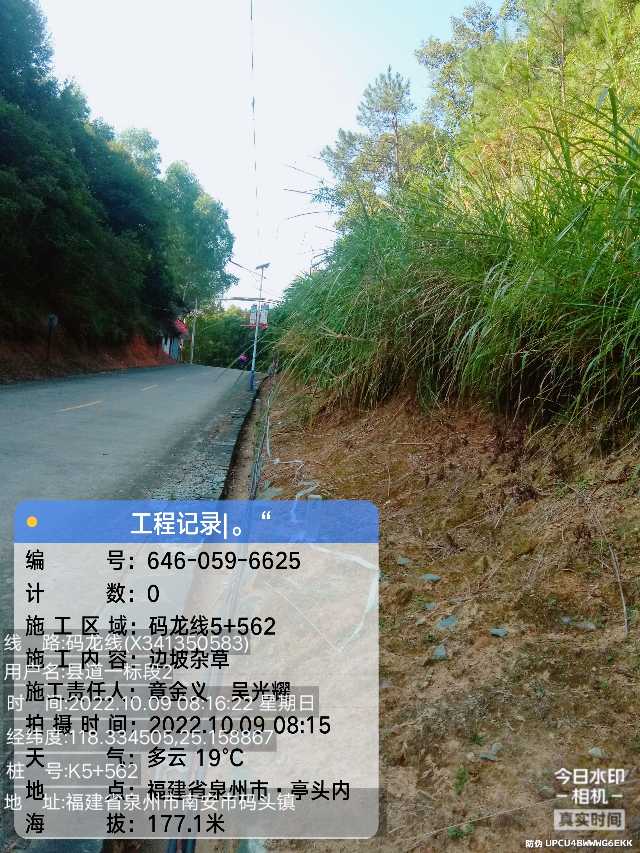 工程记录|。“
编号：646-059-6625
计数：0
施工区域：码龙线5+562
线 路:码龙线(X341350583)
施工内容：边坡杂草
用户名:县道一标段2
施工责任人：章金义、吴光耀
时 间:2022.10.09 08:16:22 星期日
拍摄时间：2022.10.09 08:15
经纬度:118.334505,25.158867
天气：多云 19℃
桩 号:K5+562
地点：福建省泉州市·亭头内
地 址:福建省泉州市南安市码头镇
海拔：177.1米
今日水印
相机
真实时间
防伪 UPCU4BWWWG6EKK